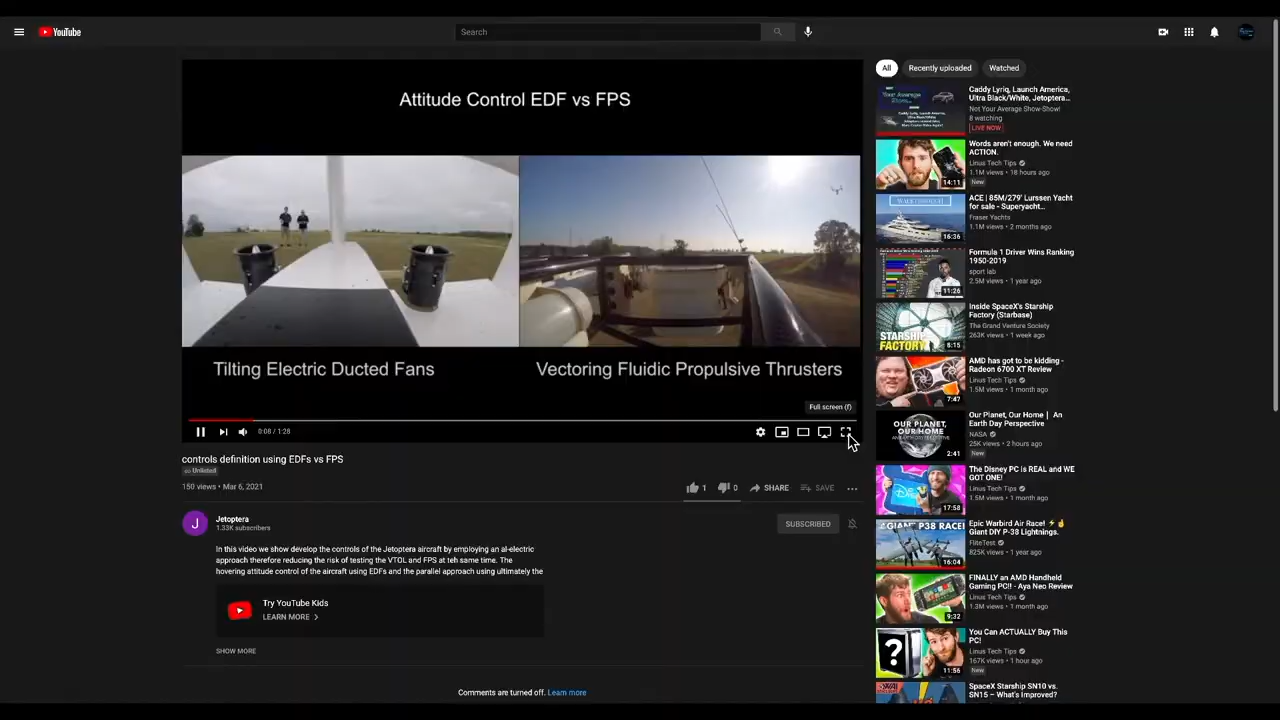 YouTube
Search
Attitude Control EDF vs FPS
Tilting Electric Ducted Fans
Vectoring Fluidic Propulsive Thrusters
Full screen (f)
0:08 / 1:28
controls definition using EDFs vs FPS
Unlisted
150 views • Mar 6, 2021
1
0
SHARE
SAVE
J
Jetoptera
1.33K subscribers
SUBSCRIBED
In this video we show develop the controls of the Jetoptera aircraft by employing an al-electric
approach therefore reducing the risk of testing the VTOL and FPS at teh same time. The
hovering attitude control of the aircraft using EDFs and the parallel approach using ultimately the
Try YouTube Kids
LEARN MORE
SHOW MORE
Comments are turned off. Learn more
All
Recently uploaded
Watched
Caddy Lyriq, Launch America,
Ultra Black/White, Jetoptera...
Not Your Average Show-Show!
8 watching
LIVE NOW
14:11
Words aren't enough. We need
ACTION.
Linus Tech Tips
1.1M views • 18 hours ago
New
WALKTHROUGH
16:36
ACE | 85M/279' Lurssen Yacht
for sale - Superyacht...
Fraser Yachts
1.1M views • 2 months ago
11:26
Formula 1 Driver Wins Ranking
1950-2019
sport lab
2.5M views • 1 year ago
STARSHIP
FACTORY
8:15
Inside SpaceX's Starship
Factory (Starbase)
The Grand Venture Society
263K views • 1 week ago
7:47
AMD has got to be kidding -
Radeon 6700 XT Review
Linus Tech Tips
1.5M views • 1 month ago
OUR PLANET,
OUR HOME
2:41
Our Planet, Our Home | An
Earth Day Perspective
NASA
25K views • 2 hours ago
New
17:58
The Disney PC is REAL and WE
GOT ONE!
Linus Tech Tips
1.5M views • 1 month ago
GIANT P-38 RACE!
16:04
Epic Warbird Air Race! ⚡
Giant DIY P-38 Lightnings.
FliteTest
825K views • 1 year ago
9:32
FINALLY an AMD Handheld
Gaming PC!! - Aya Neo Review
Linus Tech Tips
1.3M views • 1 month ago
?
11:56
You Can ACTUALLY Buy This
PC!
Linus Tech Tips
167K views • 1 hour ago
New
SpaceX Starship SN10 vs.
SN15 – What's Improved?